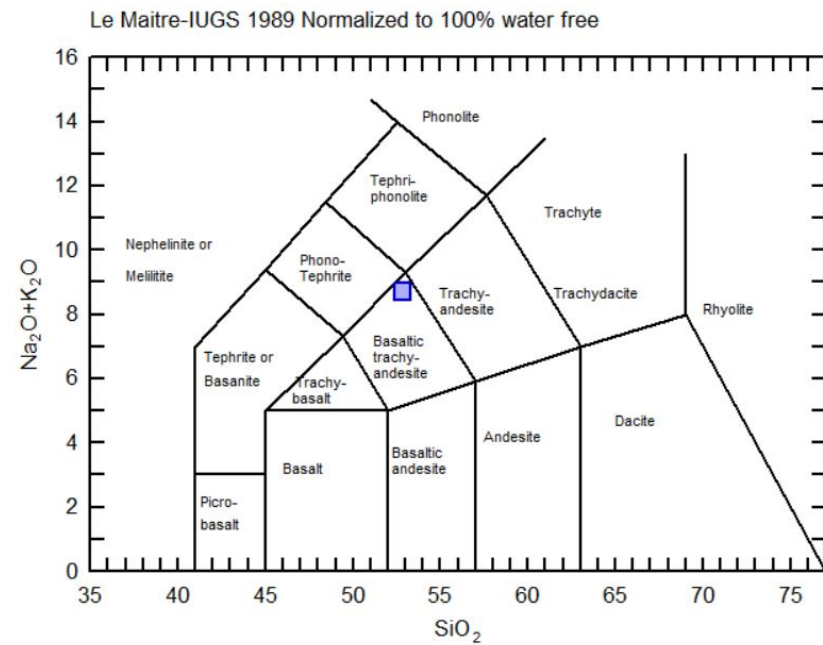 Le Maitre-IUGS 1989 Normalized to 100% water free
16
14
12
10
8
6
4
2
0
Na₂O+K₂O
Phonolite
Tephri-
phonolite
Trachyte
Nephelinite or
Melilitite
Phono-
Tephrite
Trachy-
andesite
Trachydacite
Rhyolite
Tephrite or
Basanite
Basaltic
trachy-
andesite
Trachy-
basalt
Dacite
Andesite
Basaltic
andesite
Basalt
Picro-
basalt
35 40 45 50 55 60 65 70 75
SiO₂